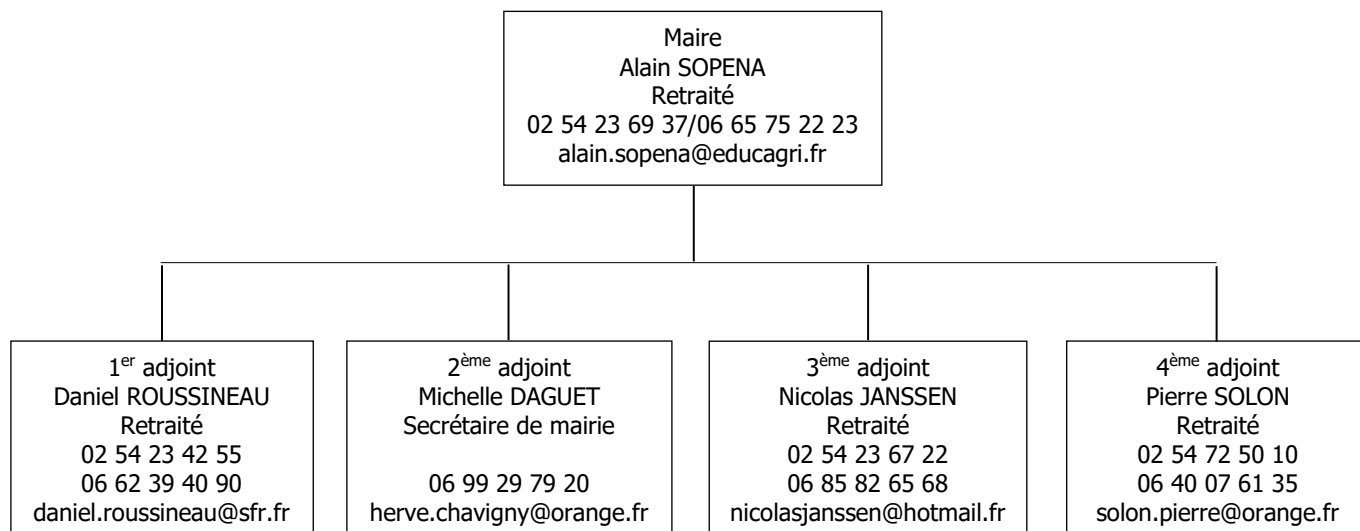 Maire
Alain SOPENA
Retraité
02 54 23 69 37/06 65 75 22 23
alain.sopena@educagri.fr
1er adjoint
Daniel ROUSSINEAU
Retraité
02 54 23 42 55
06 62 39 40 90
daniel.roussineau@sfr.fr
2ème adjoint
Michelle DAGUET
Secrétaire de mairie
06 99 29 79 20
herve.chavigny@orange.fr
3ème adjoint
Nicolas JANSSEN
Retraité
02 54 23 67 22
06 85 82 65 68
nicolasjanssen@hotmail.fr
4ème adjoint
Pierre SOLON
Retraité
02 54 72 50 10
06 40 07 61 35
solon.pierre@orange.fr